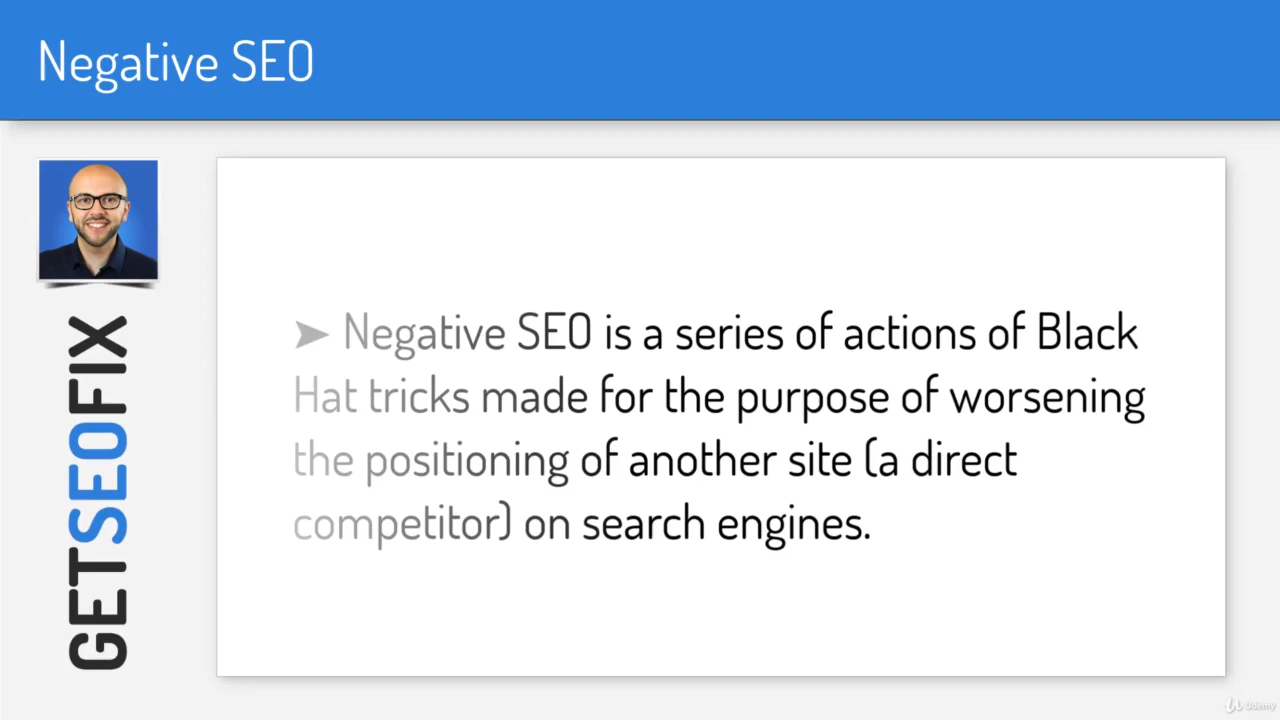 Negative SEO
GETSEOFIX
➤ Negative SEO is a series of actions of Black
Hat tricks made for the purpose of worsening
the positioning of another site (a direct
competitor) on search engines.
Udemy